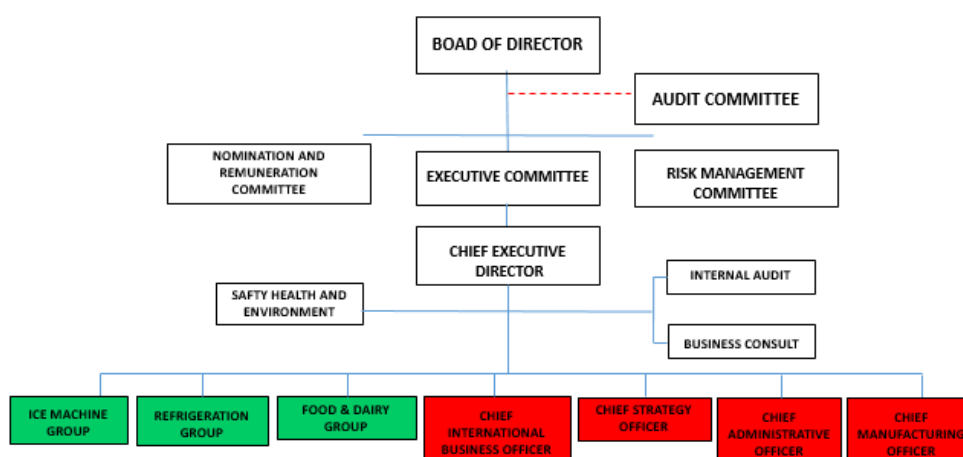 BOAD OF DIRECTOR
AUDIT COMMITTEE
NOMINATION AND
REMUNERATION
COMMITTEE
EXECUTIVE COMMITTEE
RISK MANAGEMENT
COMMITTEE
CHIEF EXECUTIVE
DIRECTOR
SAFTY HEALTH AND
ENVIRONMENT
INTERNAL AUDIT
BUSINESS CONSULT
ICE MACHINE
GROUP
REFRIGERATION
GROUP
FOOD & DAIRY
GROUP
CHIEF
INTERNATIONAL
BUSINESS OFFICER
CHIEF STRATEGY
OFFICER
CHIEF
ADMINISTRATIVE
OFFICER
CHIEF
MANUFACTURING
OFFICER